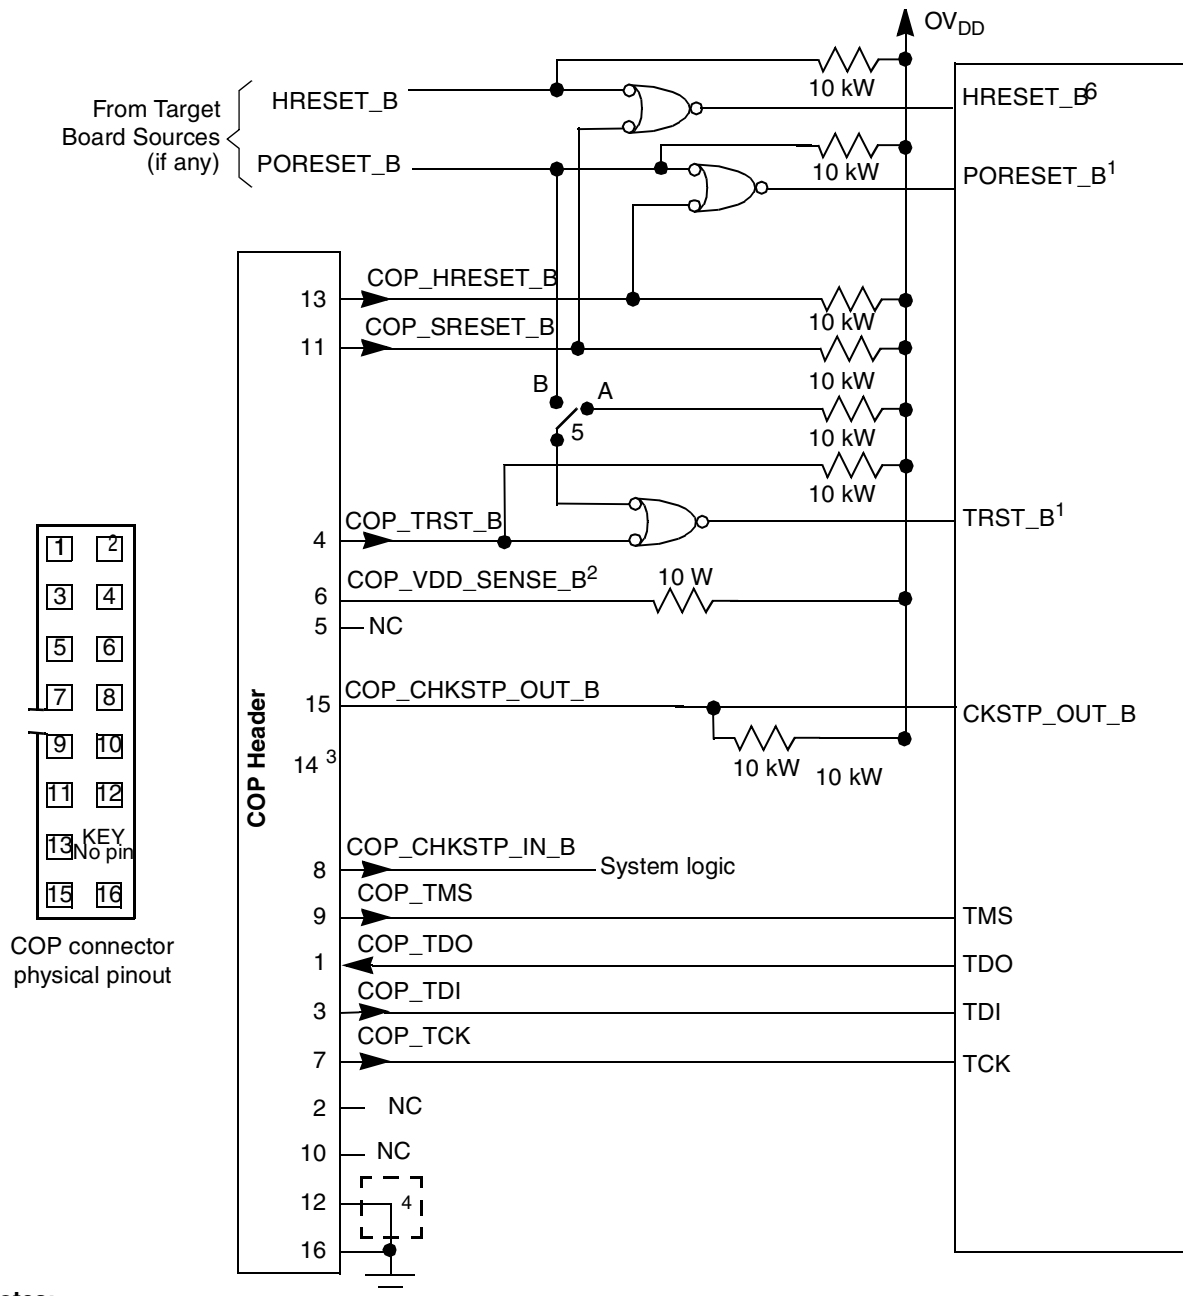 OVDD
10 kW
From Target
Board Sources
(if any)
HRESET_B
HRESET_B6
PORESET_B
10 kW
PORESET_B1
13
COP_HRESET_B
10 kW
11
COP_SRESET_B
10 kW
B
A
5
10 kW
10 kW
4
COP_TRST_B
TRST_B1
6
COP_VDD_SENSE_B2
10 W
5
NC
15
COP_CHKSTP_OUT_B
CKSTP_OUT_B
10 kW
10 kW
14 3
COP Header
8
COP_CHKSTP_IN_B
System logic
9
COP_TMS
TMS
1
COP_TDO
TDO
3
COP_TDI
TDI
7
COP_TCK
TCK
2
NC
10
NC
12
4
16
1 2
3 4
5 6
7 8
9 10
11 12
13 KEY
No pin
15 16
COP connector
physical pinout